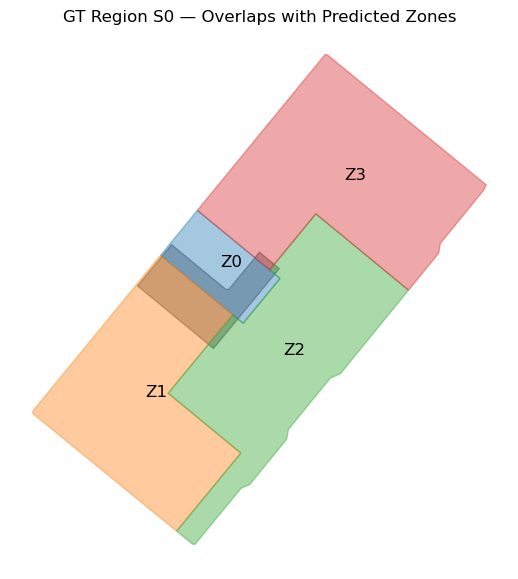 GT Region S0 — Overlaps with Predicted Zones
Z3
Z0
Z2
Z1